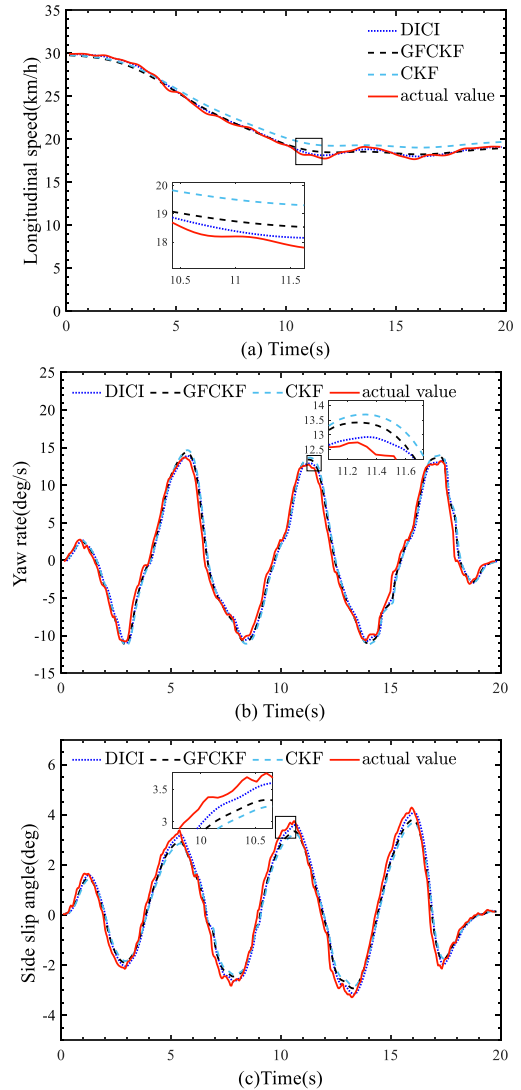 35
30
25
20
15
10
5
0
Longitudinal speed(km/h)
DICI
GFCKF
CKF
actual value
20
19
18
10.5 11 11.5
0 5 10 15 20
(a) Time(s)
25
20
15
10
5
0
-5
-10
-15
Yaw rate(deg/s)
DICI GFCKF CKF actual value
14
13.5
13
12.5
11.2 11.4 11.6
0 5 10 15 20
(b) Time(s)
6
4
2
0
-2
-4
Side slip angle(deg)
DICI GFCKF CKF actual value
3.5
3
10 10.5
0 5 10 15 20
(c)Time(s)